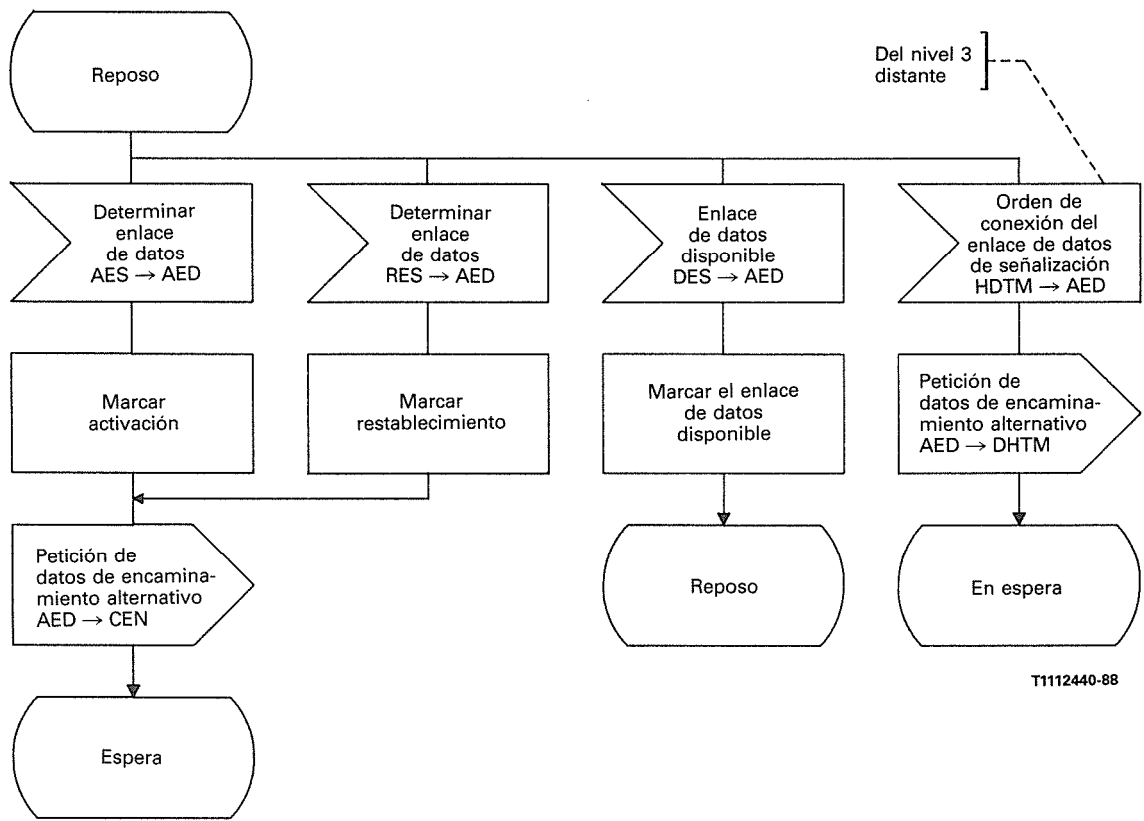 Reposo
Del nivel 3
distante
Determinar
enlace
de datos
AES → AED
Determinar
enlace
de datos
RES → AED
Enlace
de datos
disponible
DES → AED
Orden de
conexión del
enlace de datos
de señalización
HDTM → AED
Marcar
activación
Marcar
restablecimiento
Marcar el enlace
de datos
disponible
Petición de
datos de encamina-
miento alternativo
AED → DHTM
Petición de
datos de encamina-
miento alternativo
AED → CEN
Reposo
En espera
T1112440-88
Espera